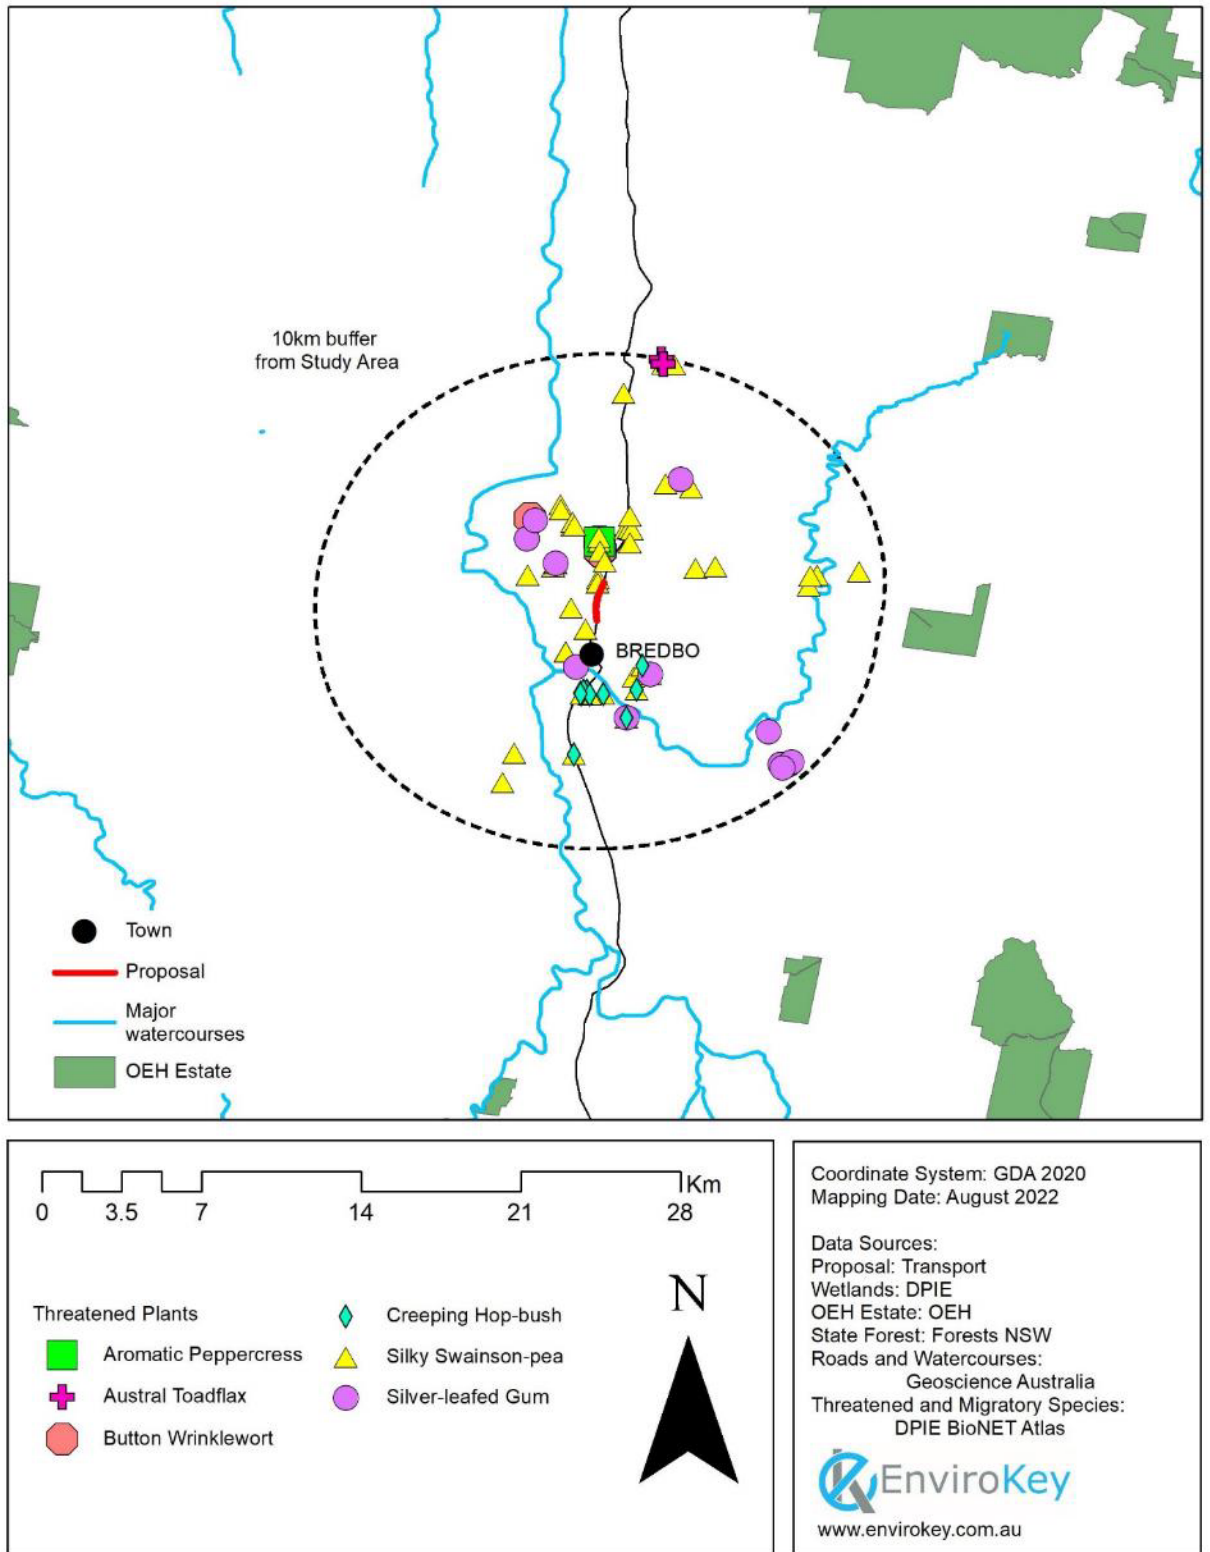 10km buffer
from Study Area
BREDBO
Town
Proposal
Major
watercourses
OEH Estate
Km
0 3.5 7 14 21 28
Threatened Plants
Aromatic Peppercress
Austral Toadflax
Button Wrinklewort
Creeping Hop-bush
Silky Swainson-pea
Silver-leafed Gum
N
Coordinate System: GDA 2020
Mapping Date: August 2022
Data Sources:
Proposal: Transport
Wetlands: DPIE
OEH Estate: OEH
State Forest: Forests NSW
Roads and Watercourses:
Geoscience Australia
Threatened and Migratory Species:
DPIE BioNET Atlas
EnviroKey
www.envirokey.com.au